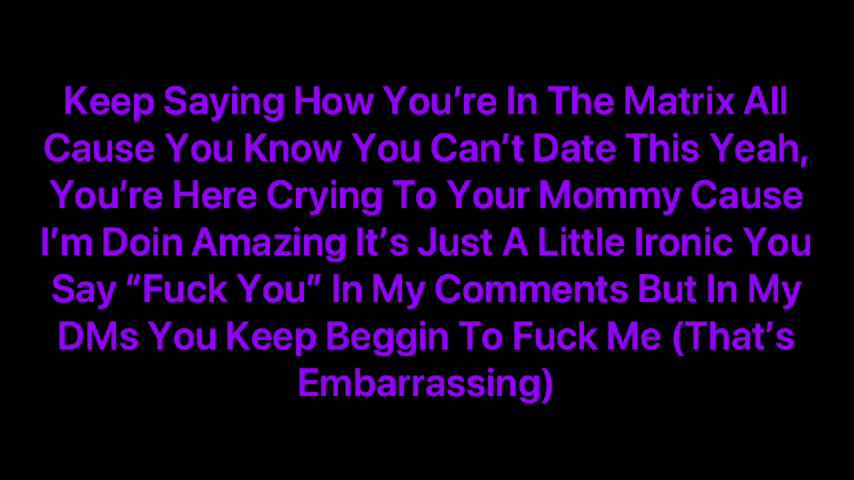 Keep Saying How You’re In The Matrix All
Cause You Know You Can’t Date This Yeah,
You’re Here Crying To Your Mommy Cause
I’m Doin Amazing It’s Just A Little Ironic You
Say “Fuck You” In My Comments But In My
DMs You Keep Beggin To Fuck Me (That’s
Embarrassing)